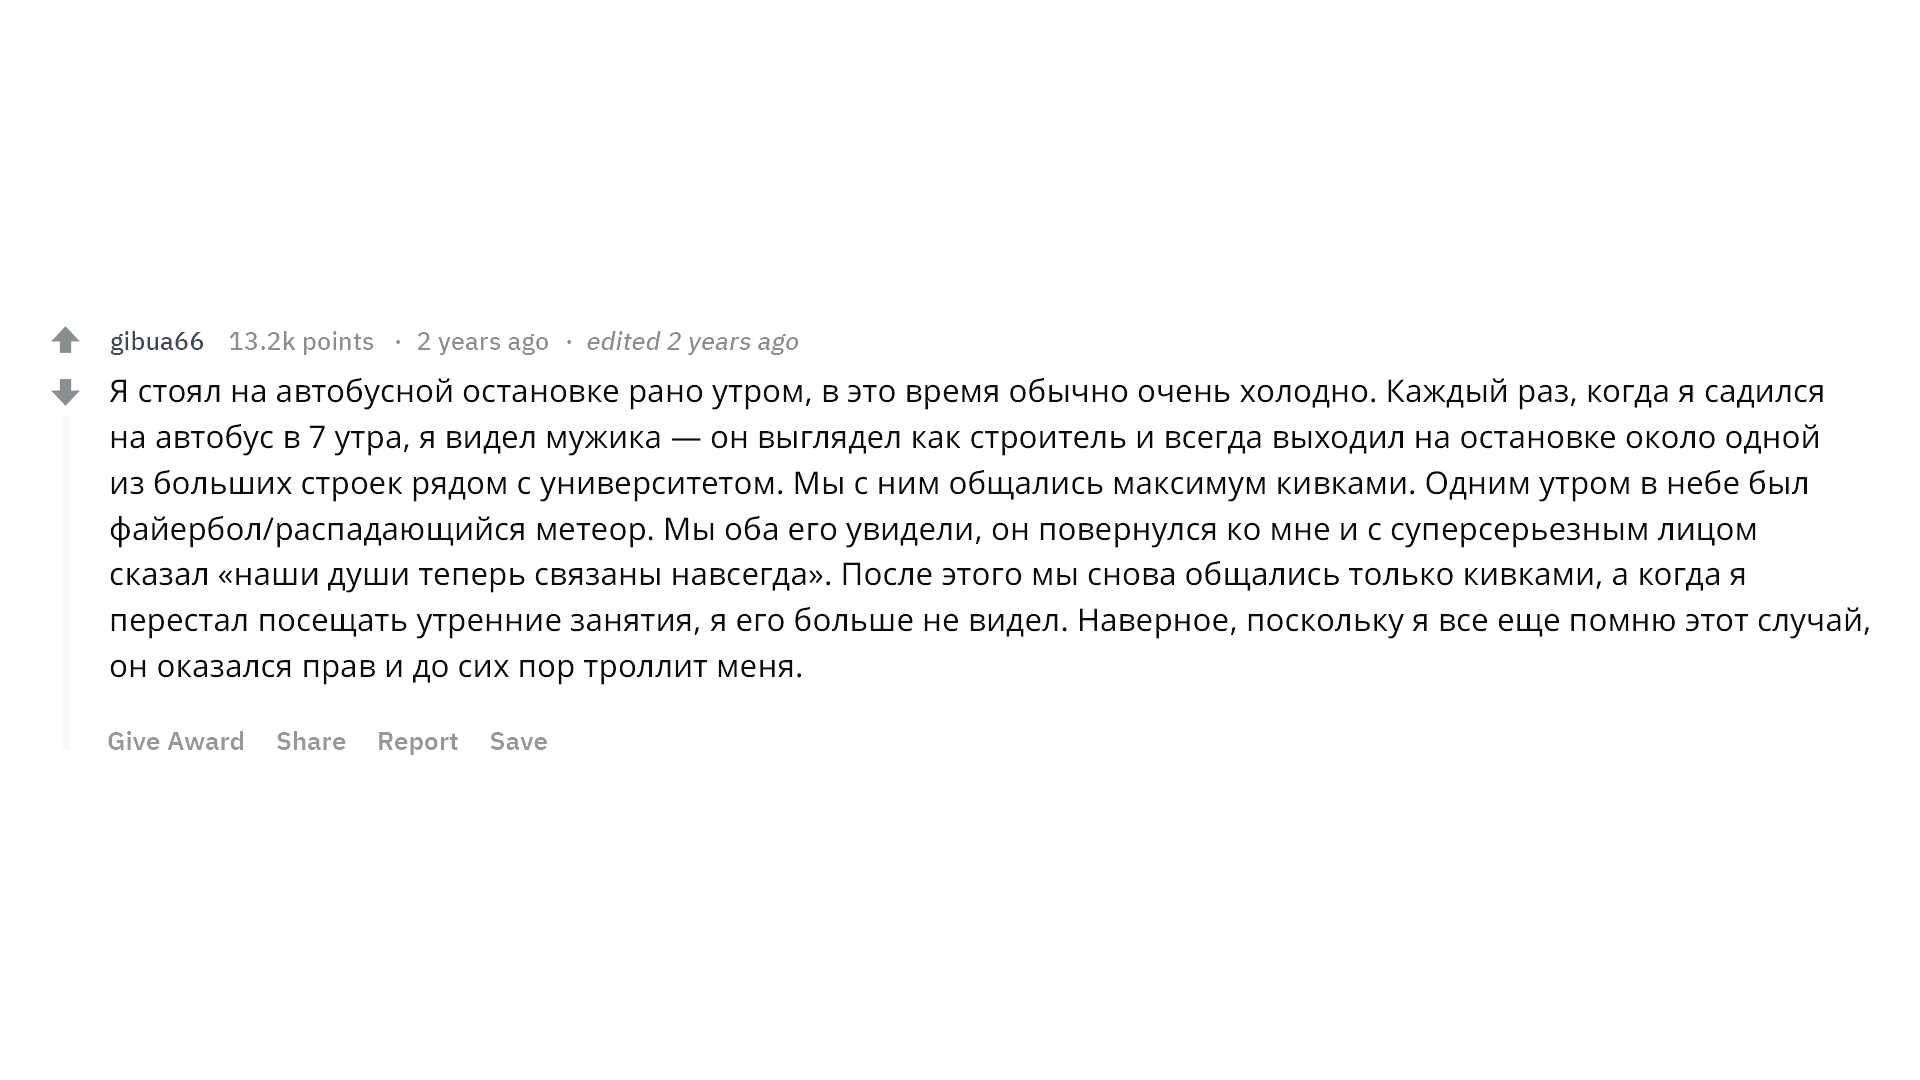 gibua66 13.2k points · 2 years ago · edited 2 years ago
Я стоял на автобусной остановке рано утром, в это время обычно очень холодно. Каждый раз, когда я садился
на автобус в 7 утра, я видел мужика — он выглядел как строитель и всегда выходил на остановке около одной
из больших строек рядом с университетом. Мы с ним общались максимум кивками. Одним утром в небе был
файербол/распадающийся метеор. Мы оба его увидели, он повернулся ко мне и с суперсерьезным лицом
сказал «наши души теперь связаны навсегда». После этого мы снова общались только кивками, а когда я
перестал посещать утренние занятия, я его больше не видел. Наверное, поскольку я все еще помню этот случай,
он оказался прав и до сих пор троллит меня.
Give Award Share Report Save